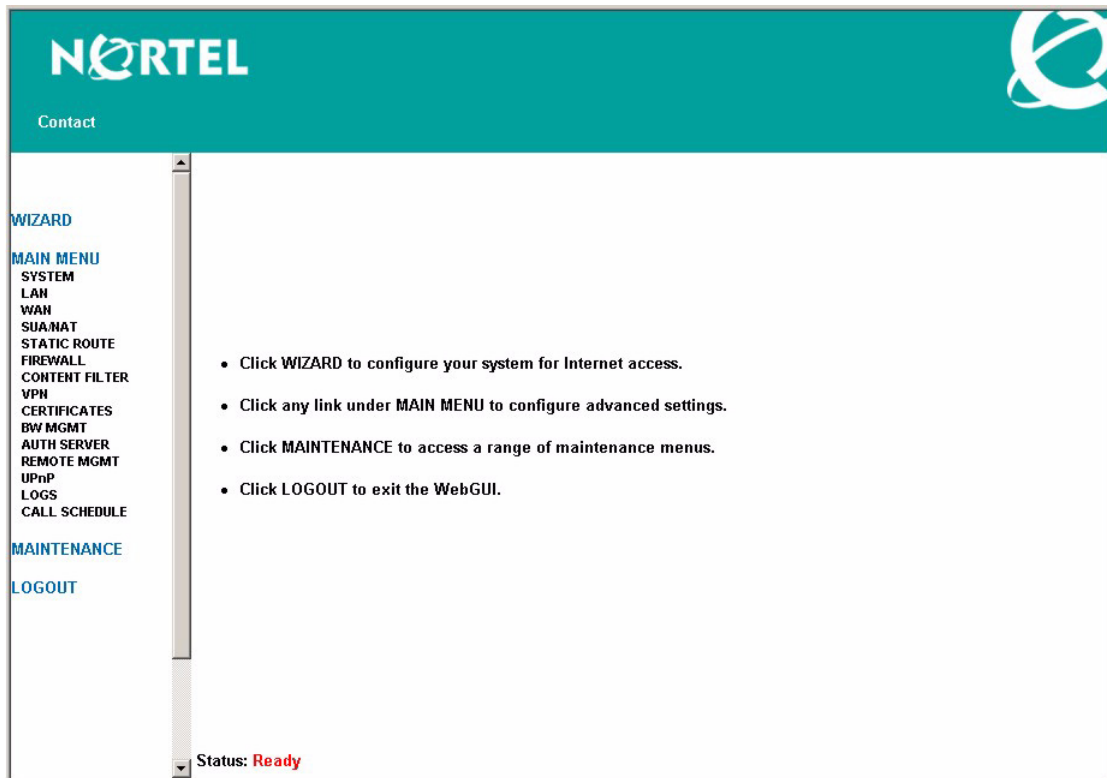 NORTEL
Contact
WIZARD
MAIN MENU
SYSTEM
LAN
WAN
SUA/NAT
STATIC ROUTE
FIREWALL
CONTENT FILTER
VPN
CERTIFICATES
BW MGMT
AUTH SERVER
REMOTE MGMT
UPnP
LOGS
CALL SCHEDULE
MAINTENANCE
LOGOUT
• Click WIZARD to configure your system for Internet access.
• Click any link under MAIN MENU to configure advanced settings.
• Click MAINTENANCE to access a range of maintenance menus.
• Click LOGOUT to exit the WebGUI.
Status: Ready